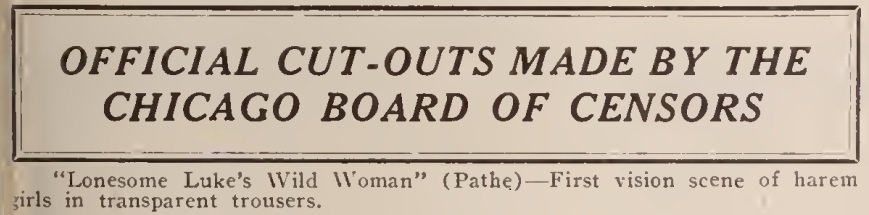 OFFICIAL CUT-OUTS MADE BY THE
CHICAGO BOARD OF CENSORS
"Lonesome Luke's Wild Woman" (Pathe)—First vision scene of harem
girls in transparent trousers.